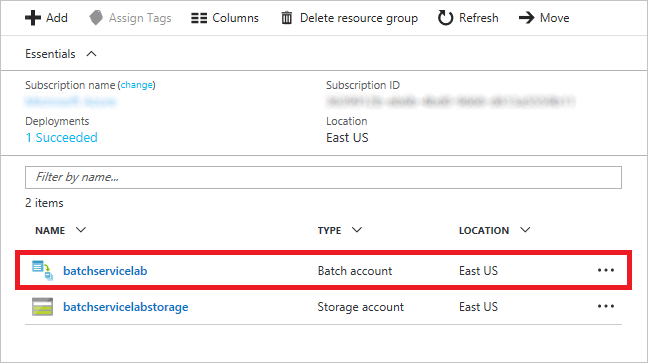 Add Assign Tags Columns Delete resource group Refresh Move
Essentials
Subscription name (change) Subscription ID
Deployments Location
1 Succeeded East US
Filter by name...
2 items
NAME TYPE LOCATION
batchservicelab Batch account East US
batchservicelabstorage Storage account East US